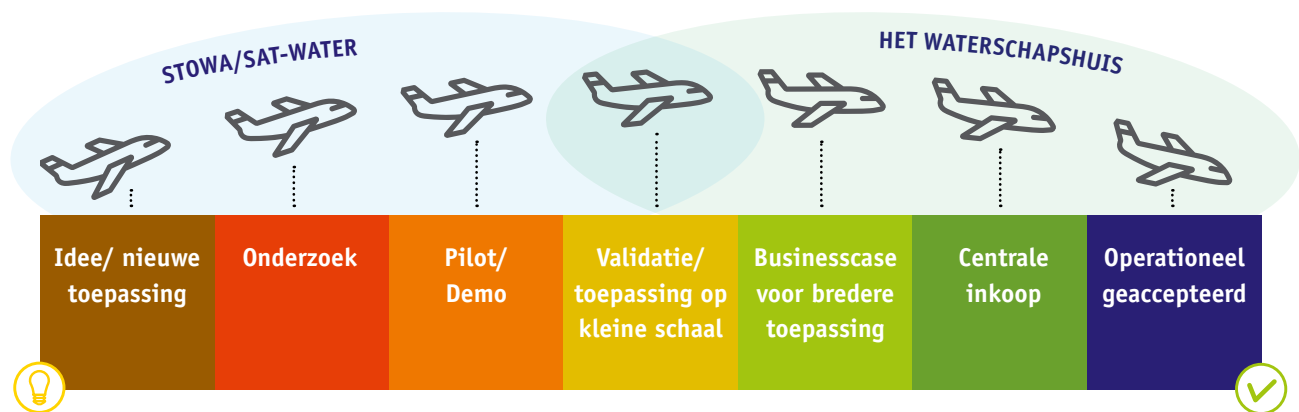 STOWA/SAT-WATER
HET WATERSCHAPSHUIS
Idee/ nieuwe
toepassing
Onderzoek
Pilot/
Demo
Validatie/
toepassing op
kleine schaal
Businesscase
voor bredere
toepassing
Centrale
inkoop
Operationeel
geaccepteerd